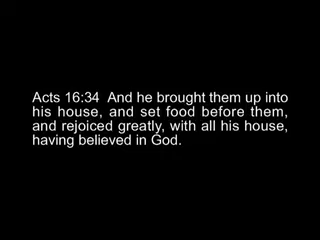 Acts 16:34  And he brought them up into
his house, and set food before them,
and rejoiced greatly, with all his house,
having believed in God.